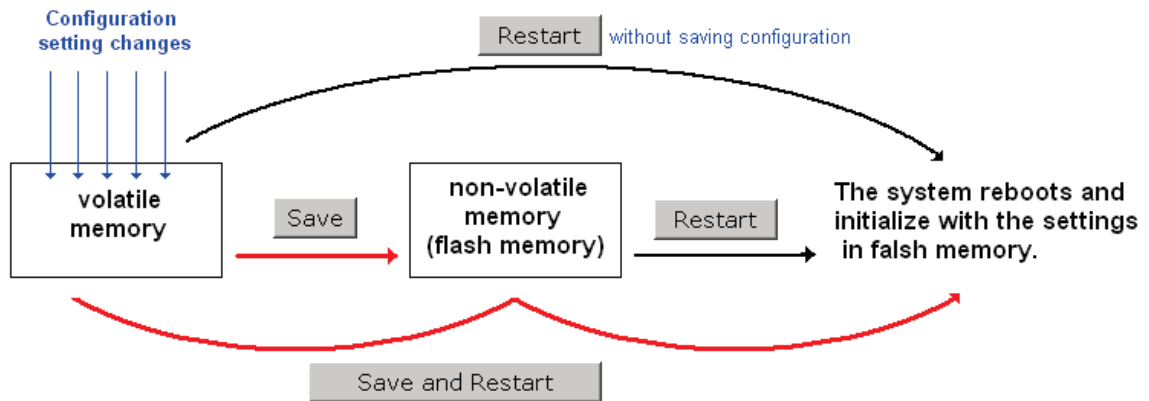 Configuration
setting changes
Restart without saving configuration
volatile
memory
Save
non-volatile
memory
(flash memory)
Restart
The system reboots and
initialize with the settings
in falsh memory.
Save and Restart